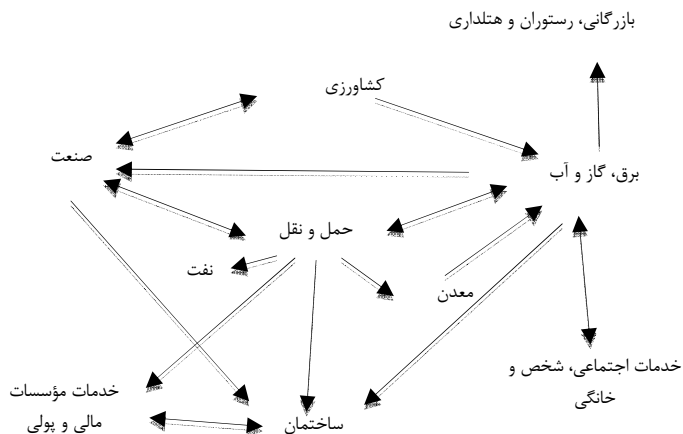 بازرگانی، رستوران و هتلداری
کشاورزی
صنعت
برق، گاز و آب
حمل و نقل
نفت
معدن
خدمات اجتماعی، شخص و
خانگی
خدمات مؤسسات
مالی و پولی
ساختمان